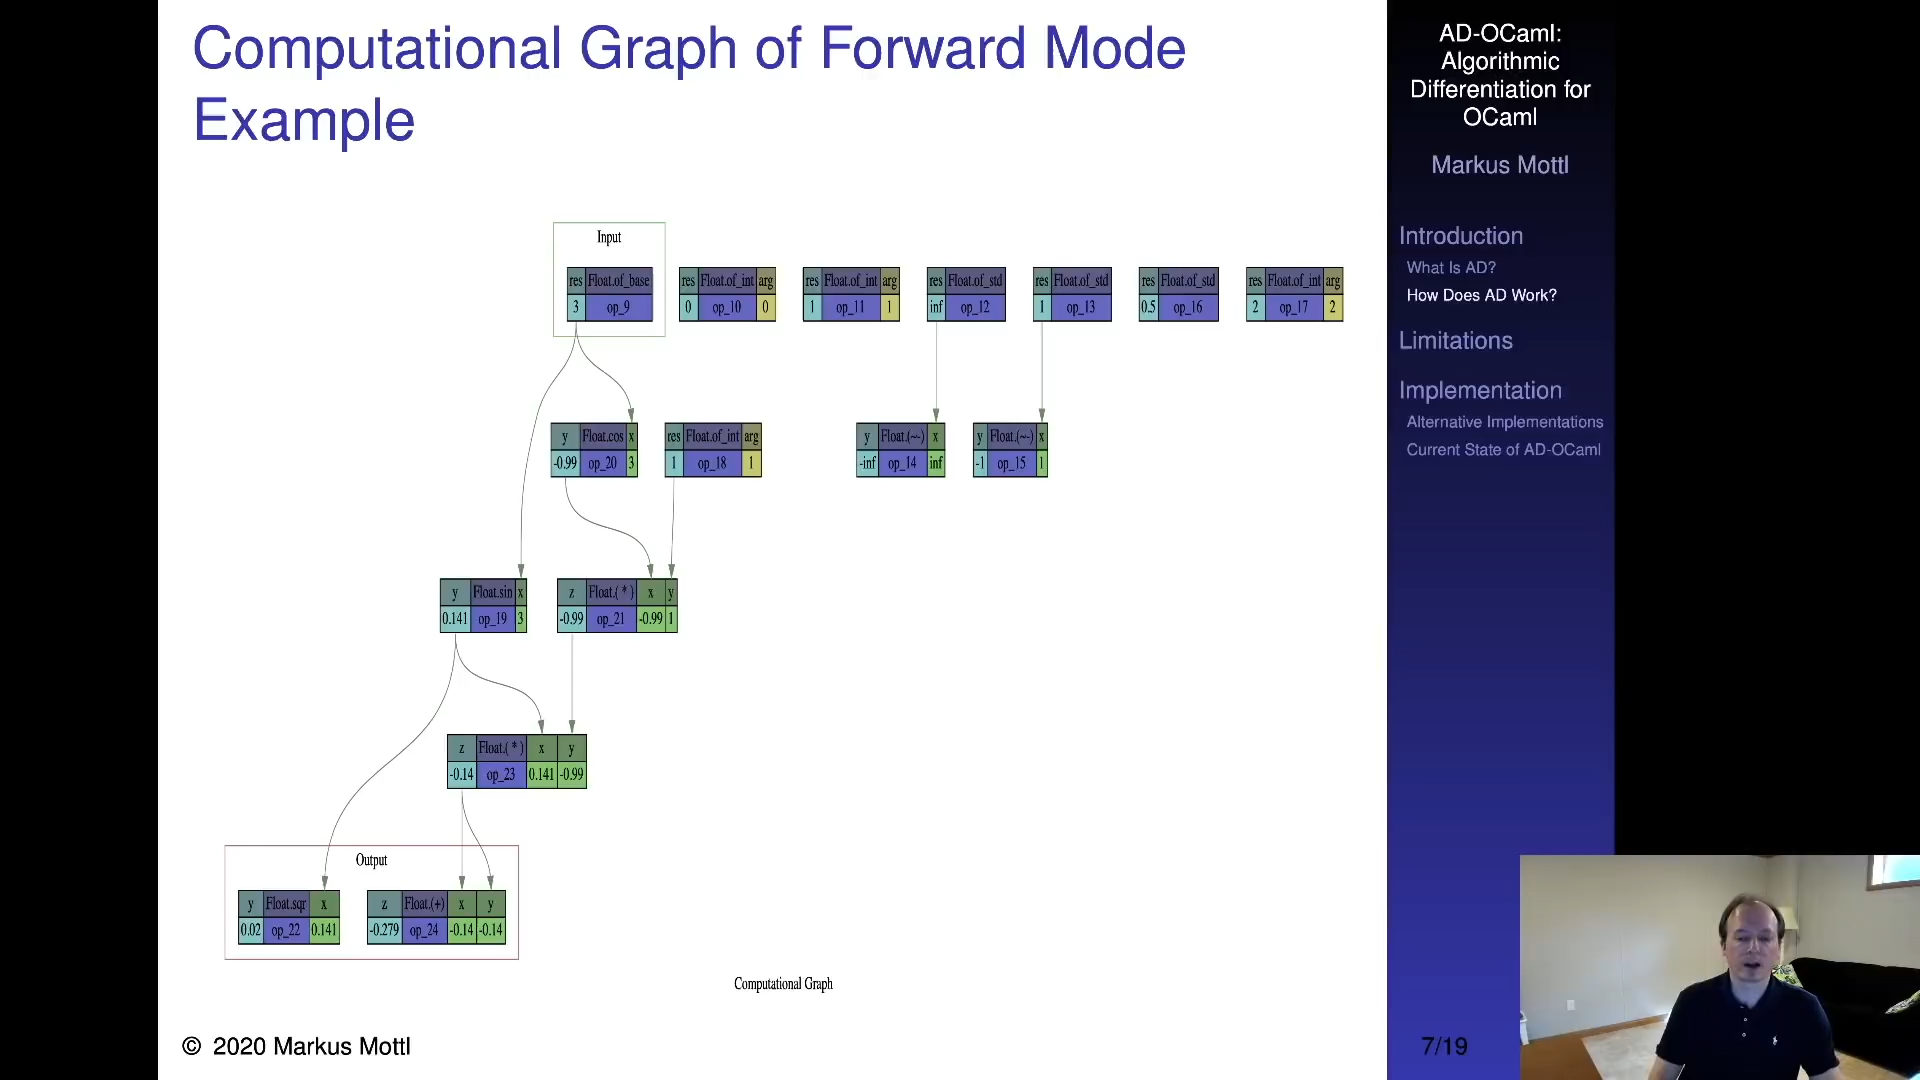 Computational Graph of Forward Mode
Example
Input
res Float.of_base
3 op_9
res Float.of_int arg
0 op_10 0
res Float.of_int arg
1 op_11 1
res Float.of_std
inf op_12
res Float.of_std
1 op_13
res Float.of_std
0.5 op_16
res Float.of_int arg
2 op_17 2
y Float.cos x
-0.99 op_20 3
res Float.of_int arg
1 op_18 1
y Float.(~-) x
-inf op_14 inf
y Float.(~-) x
-1 op_15 1
y Float.sin x
0.141 op_19 3
z Float.( * ) x y
-0.99 op_21 -0.99 1
z Float.( * ) x y
-0.14 op_23 0.141 -0.99
Output
y Float.sqr x
0.02 op_22 0.141
z Float.(+) x y
-0.279 op_24 -0.14 -0.14
Computational Graph
© 2020 Markus Mottl
AD-OCaml:
Algorithmic
Differentiation for
OCaml
Markus Mottl
Introduction
What Is AD?
How Does AD Work?
Limitations
Implementation
Alternative Implementations
Current State of AD-OCaml
7/19